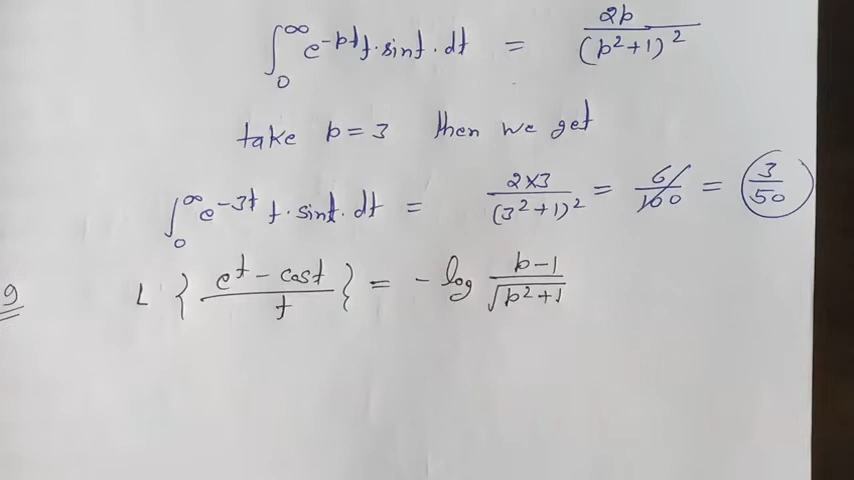 ∫₀^∞ e^{-pt} t · sin t · dt = 2p / (p² + 1)²
take p = 3 then we get
∫₀^∞ e^{-3t} t · sin t · dt = 2×3 / (3² + 1)² = 6/100 = 3/50
9 L { (e^t − cos t) / t } = − log (p − 1) / √(p² + 1)